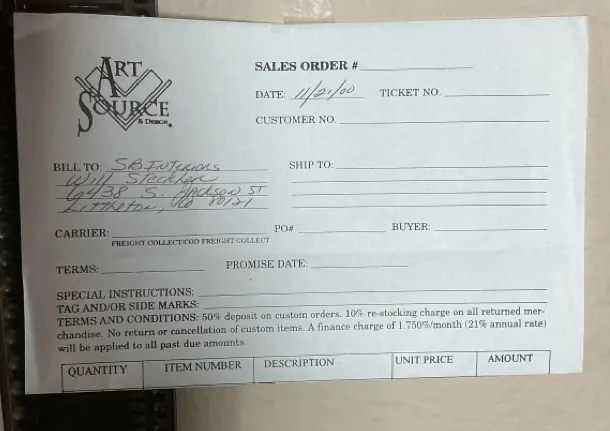 ART
SOURCE
& DESIGN.
SALES ORDER #
DATE: 11/21/00 TICKET NO.
CUSTOMER NO.
BILL TO: SB Interiors
Will
6438 S. Jackson ST
Littleton, CO 80121
SHIP TO:
CARRIER:
FREIGHT COLLECT/COD FREIGHT COLLECT
PO#
BUYER:
TERMS:
PROMISE DATE:
SPECIAL INSTRUCTIONS:
TAG AND/OR SIDE MARKS:
TERMS AND CONDITIONS: 50% deposit on custom orders. 10% re-stocking charge on all returned mer-
chandise. No return or cancellation of custom items. A finance charge of 1.750%/month (21% annual rate)
will be applied to all past due amounts.
QUANTITY ITEM NUMBER DESCRIPTION UNIT PRICE AMOUNT